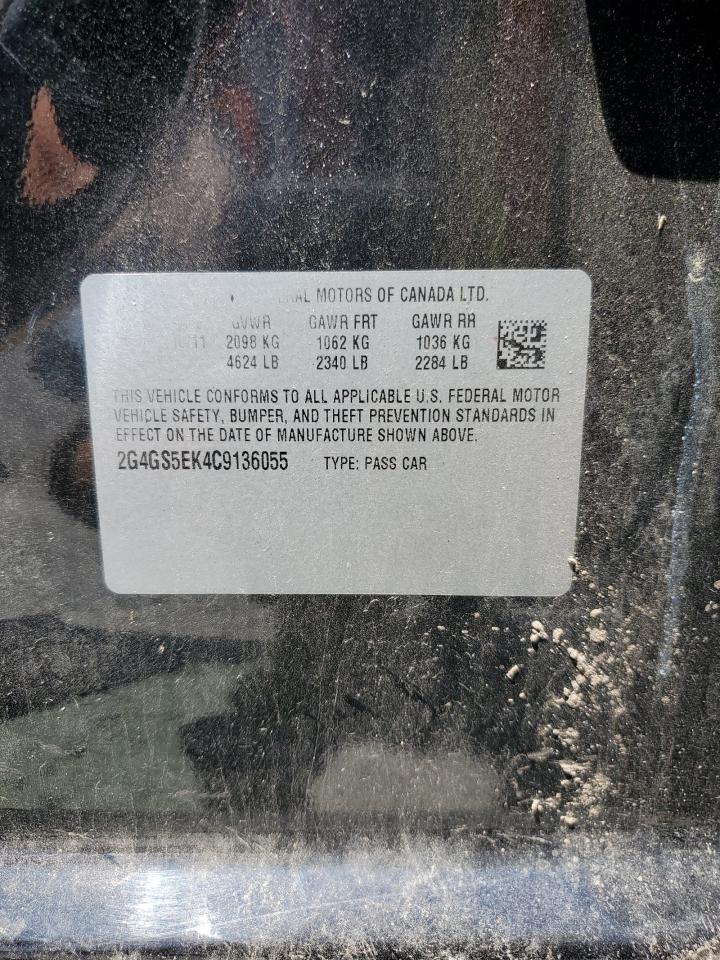 MOTORS OF CANADA LTD.
GVWR GAWR FRT GAWR RR
2098 KG 1062 KG 1036 KG
4624 LB 2340 LB 2284 LB
THIS VEHICLE CONFORMS TO ALL APPLICABLE U.S. FEDERAL MOTOR
VEHICLE SAFETY, BUMPER, AND THEFT PREVENTION STANDARDS IN
EFFECT ON THE DATE OF MANUFACTURE SHOWN ABOVE.
2G4GS5EK4C9136055 TYPE: PASS CAR